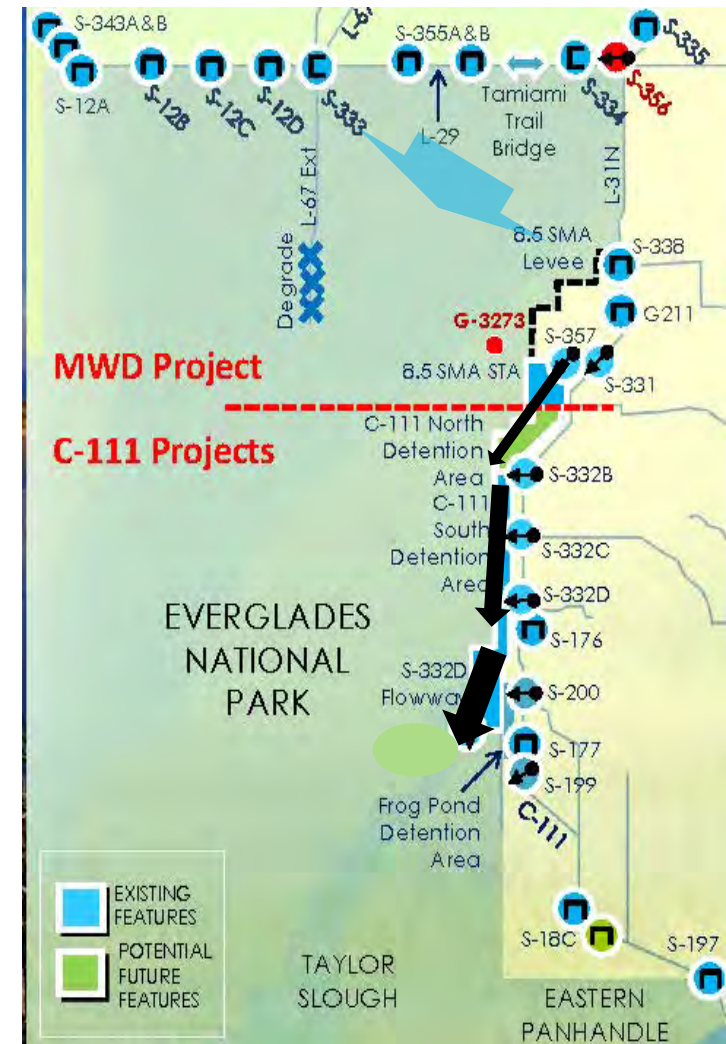 S-343A&B
S-12A
S-12B
S-12C
S-12D
S-333
S-355A&B
L-29
Tamiami
Trail
Bridge
S-334
S-356
S-335
L-67 Ext
Degrade
L-31N
8.5 SMA
Levee
S-338
G211
G-3273
S-357
8.5 SMA STA
S-331
MWD Project
C-111 Projects
C-111 North
Detention
Area
C-111
South
Detention
Area
S-332B
S-332C
S-332D
S-176
EVERGLADES
NATIONAL
PARK
S-332D
Flowway
S-200
S-177
S-199
Frog Pond
Detention
Area
C-111
EXISTING
FEATURES
POTENTIAL
FUTURE
FEATURES
S-18C
S-197
TAYLOR
SLOUGH
EASTERN
PANHANDLE